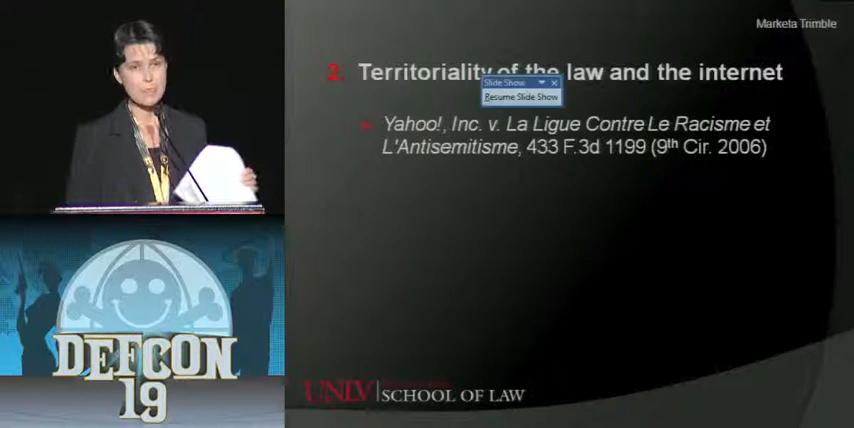 Marketa Trimble
2. Territoriality of the law and the internet
Slide Show
Resume Slide Show
Yahoo!, Inc. v. La Ligue Contre Le Racisme et
L'Antisemitisme, 433 F.3d 1199 (9th Cir. 2006)
DEFCON
19
UNLV SCHOOL OF LAW